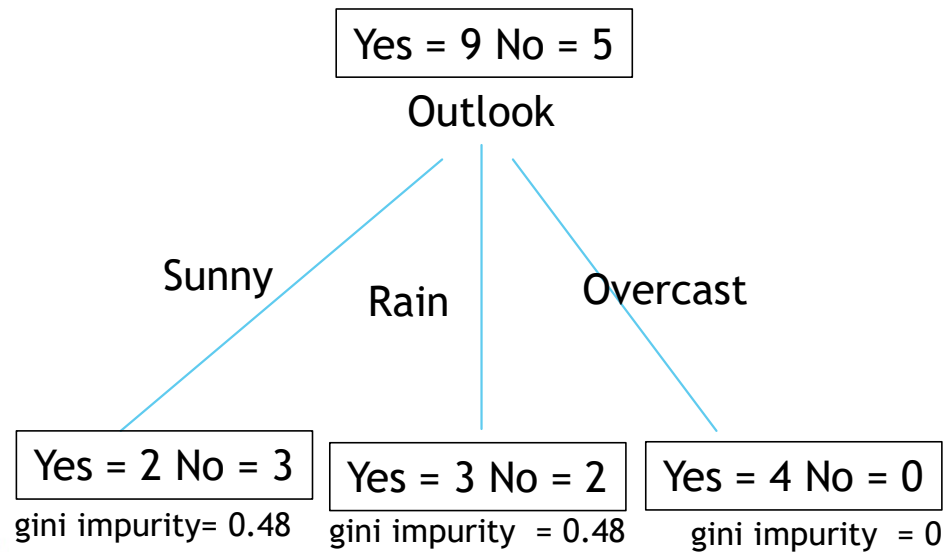 Yes = 9 No = 5
Outlook
Sunny
Rain
Overcast
Yes = 2 No = 3
Yes = 3 No = 2
Yes = 4 No = 0
gini impurity= 0.48
gini impurity = 0.48
gini impurity = 0